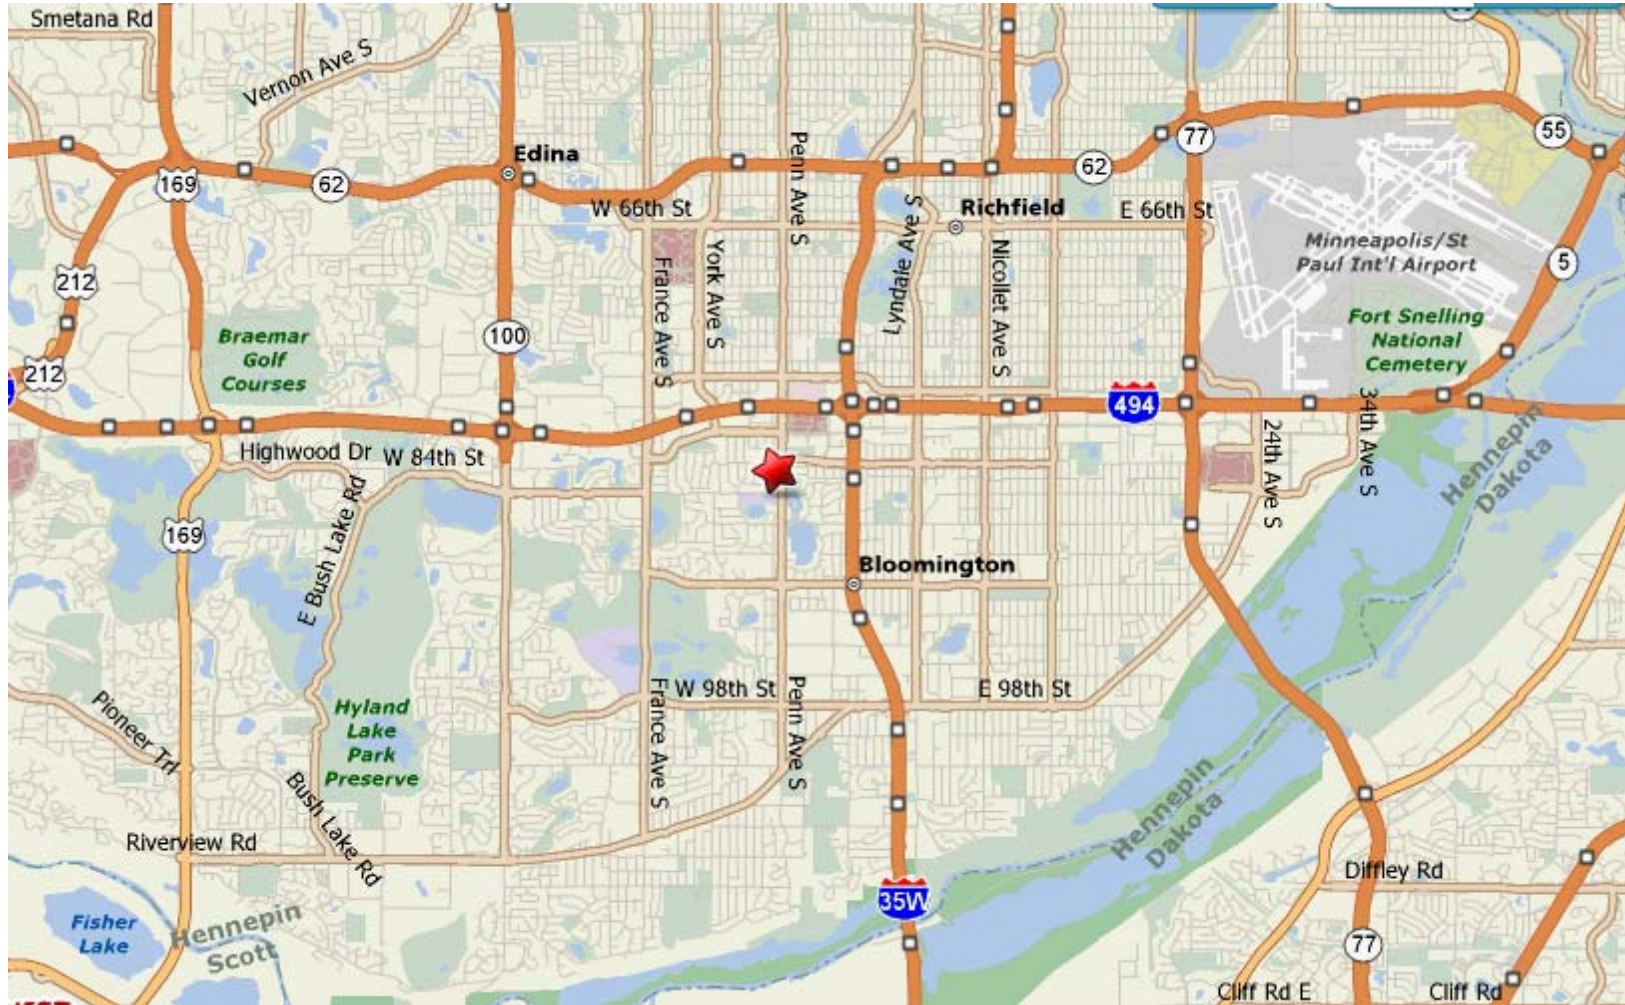 Smetana Rd
Vernon Ave S
Edina
Penn Ave S
77
55
169
62
62
W 66th St
Richfield
E 66th St
Minneapolis/St
Paul Int'l Airport
5
212
York Ave S
France Ave S
Lyndale Ave S
Nicollet Ave S
Braemar
Golf
Courses
100
Fort Snelling
National
Cemetery
212
494
34th Ave S
Highwood Dr
W 84th St
24th Ave S
Hennepin
Dakota
169
E Bush Lake Rd
Bloomington
Pioneer Trl
Hyland
Lake
Park
Preserve
France Ave S
W 98th St
Penn Ave S
E 98th St
Bush Lake Rd
Hennepin
Dakota
Riverview Rd
Diffley Rd
35W
Fisher
Lake
Hennepin
Scott
77
Cliff Rd E
Cliff Rd